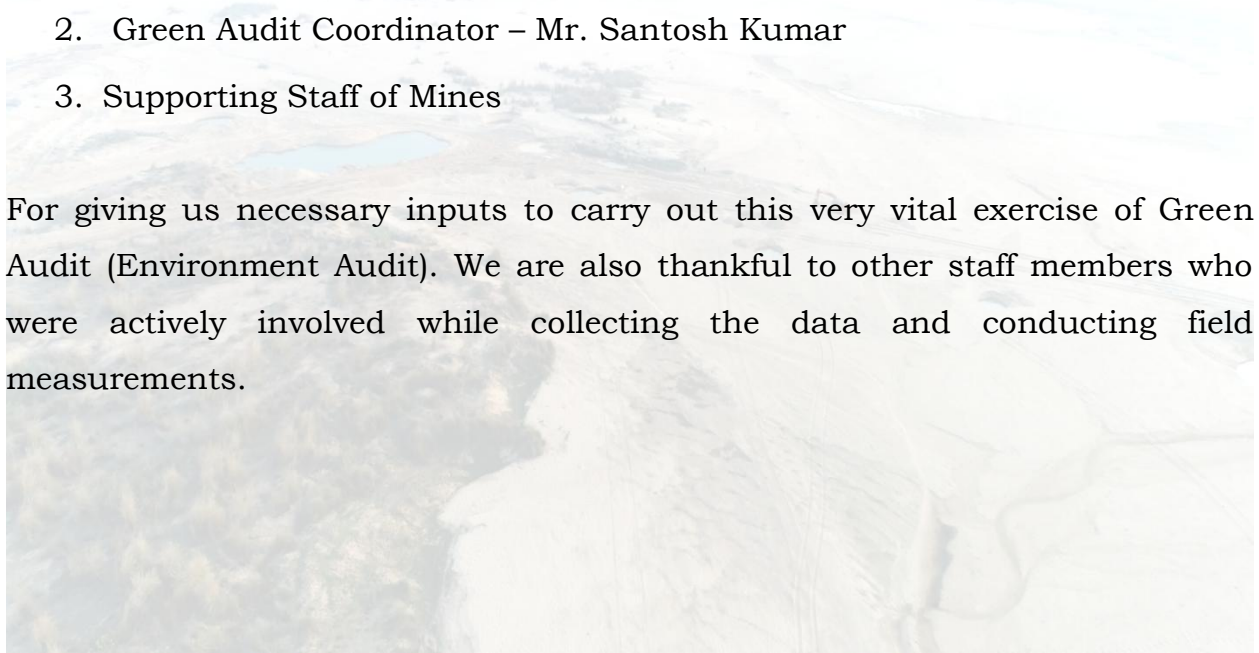 2. Green Audit Coordinator – Mr. Santosh Kumar
3. Supporting Staff of Mines
For giving us necessary inputs to carry out this very vital exercise of Green
Audit (Environment Audit). We are also thankful to other staff members who
were actively involved while collecting the data and conducting field
measurements.